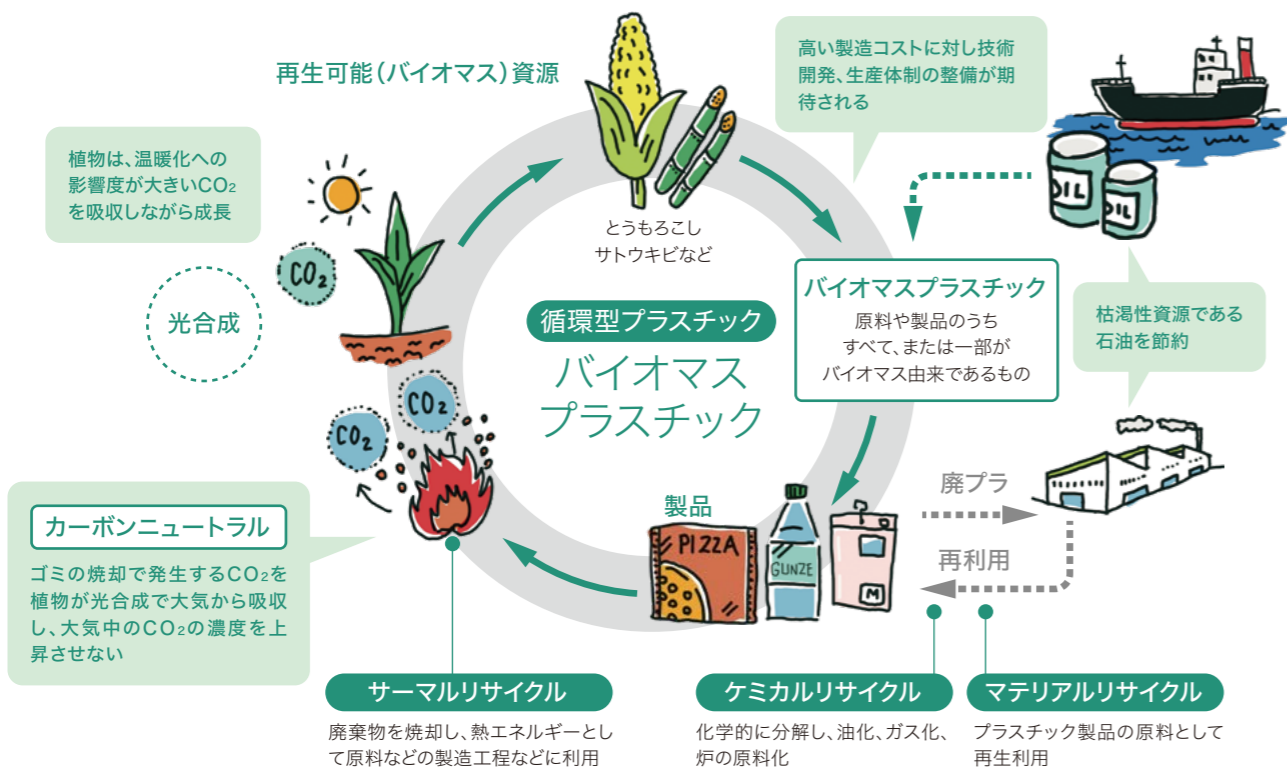 再生可能(バイオマス)資源
高い製造コストに対し技術
開発、生産体制の整備が期
待される
植物は、温暖化への
影響度が大きいCO₂
を吸収しながら成長
OIL
OIL
とうもろこし
サトウキビなど
CO₂
光合成
バイオマスプラスチック
原料や製品のうち
すべて、または一部が
バイオマス由来であるもの
枯渇性資源である
石油を節約
循環型プラスチック
バイオマス
プラスチック
CO₂
CO₂
カーボンニュートラル
ゴミの焼却で発生するCO₂を
植物が光合成で大気から吸収
し、大気中のCO₂の濃度を上
昇させない
製品
PIZZA
GUNZE
M
廃プラ
再利用
サーマルリサイクル
廃棄物を焼却し、熱エネルギーとし
て原料などの製造工程などに利用
ケミカルリサイクル
化学的に分解し、油化、ガス化、
炉の原料化
マテリアルリサイクル
プラスチック製品の原料として
再生利用